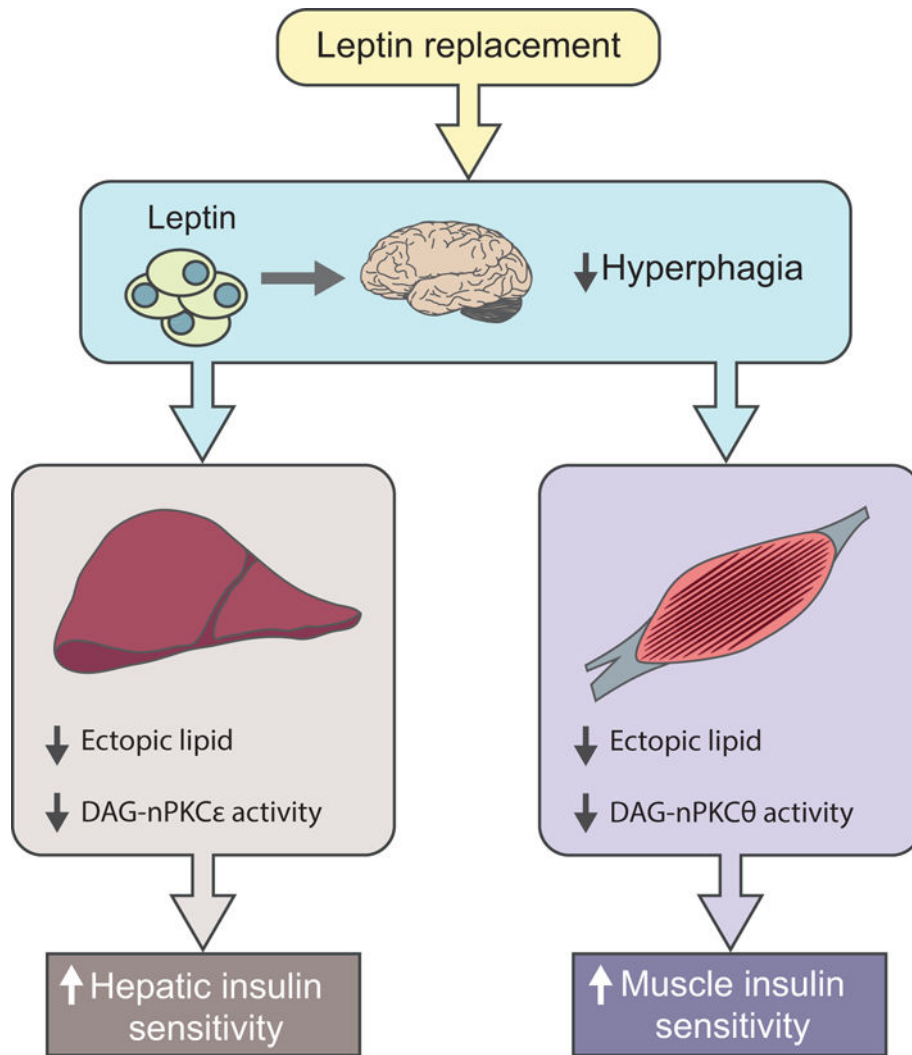 Leptin replacement
Leptin
↓ Hyperphagia
↓ Ectopic lipid
↓ DAG-nPKCε activity
↓ Ectopic lipid
↓ DAG-nPKCθ activity
↑ Hepatic insulin
sensitivity
↑ Muscle insulin
sensitivity